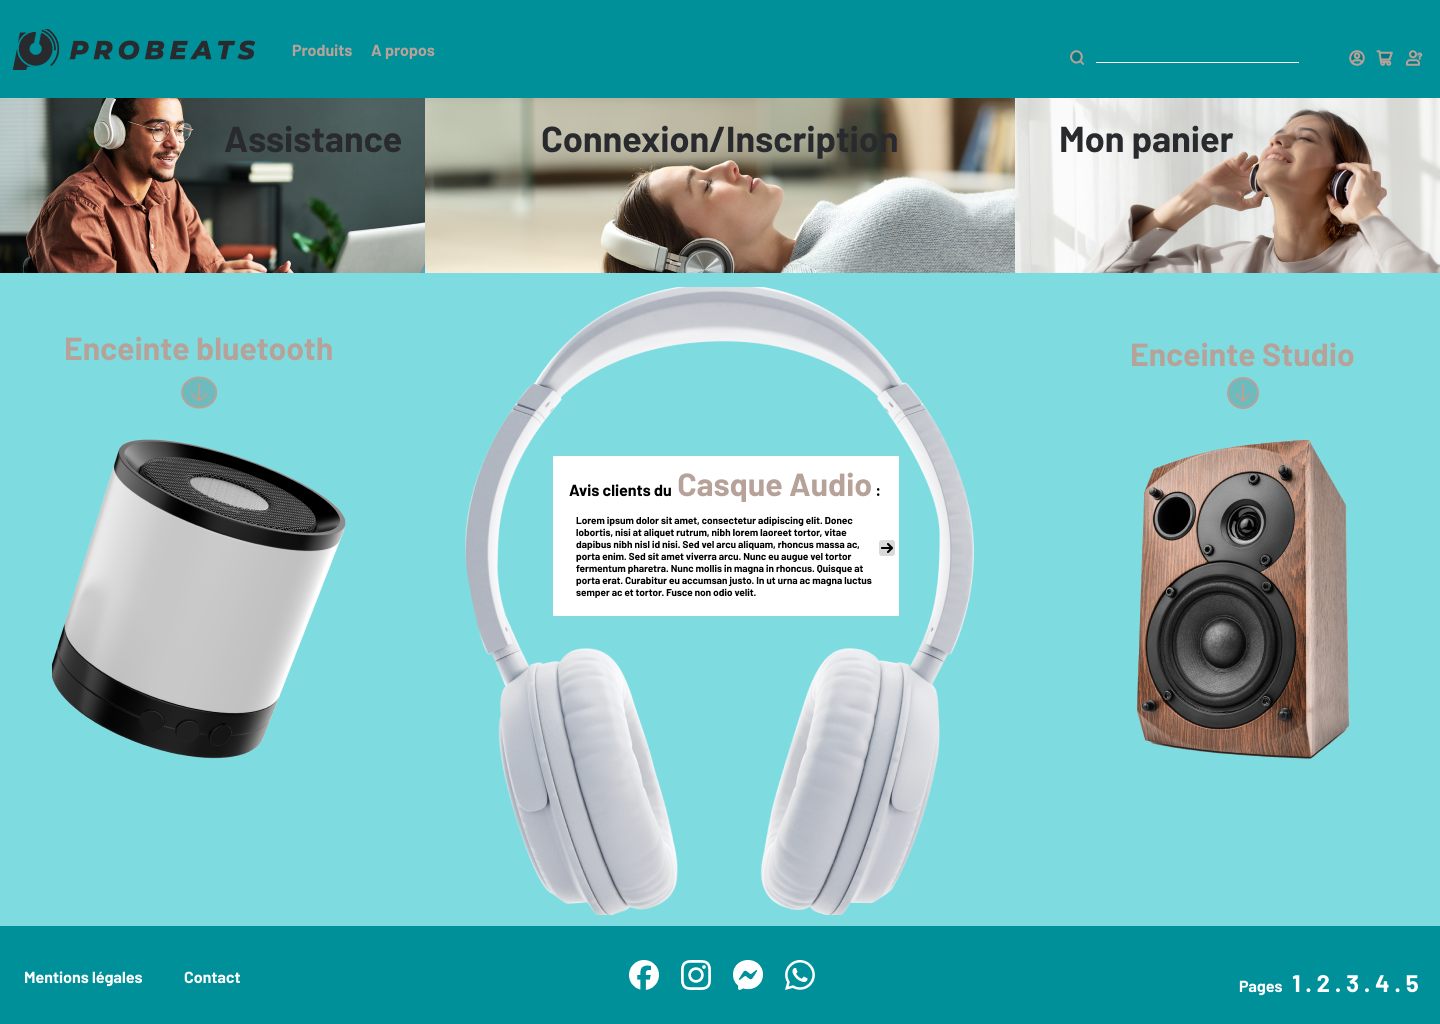 PROBEATS
Produits
A propos
Assistance
Connexion/Inscription
Mon panier
Enceinte bluetooth
Enceinte Studio
Avis clients du Casque Audio :
Lorem ipsum dolor sit amet, consectetur adipiscing elit. Donec
lobortis, nisi at aliquet rutrum, nibh lorem laoreet tortor, vitae
dapibus nibh nisl id nisi. Sed vel arcu aliquam, rhoncus massa ac,
porta enim. Sed sit amet viverra arcu. Nunc eu augue vel tortor
fermentum pharetra. Nunc mollis in magna in rhoncus. Quisque at
porta erat. Curabitur eu accumsan justo. In ut urna ac magna luctus
semper ac et tortor. Fusce non odio velit.
Mentions légales
Contact
Pages 1 . 2 . 3 . 4 . 5